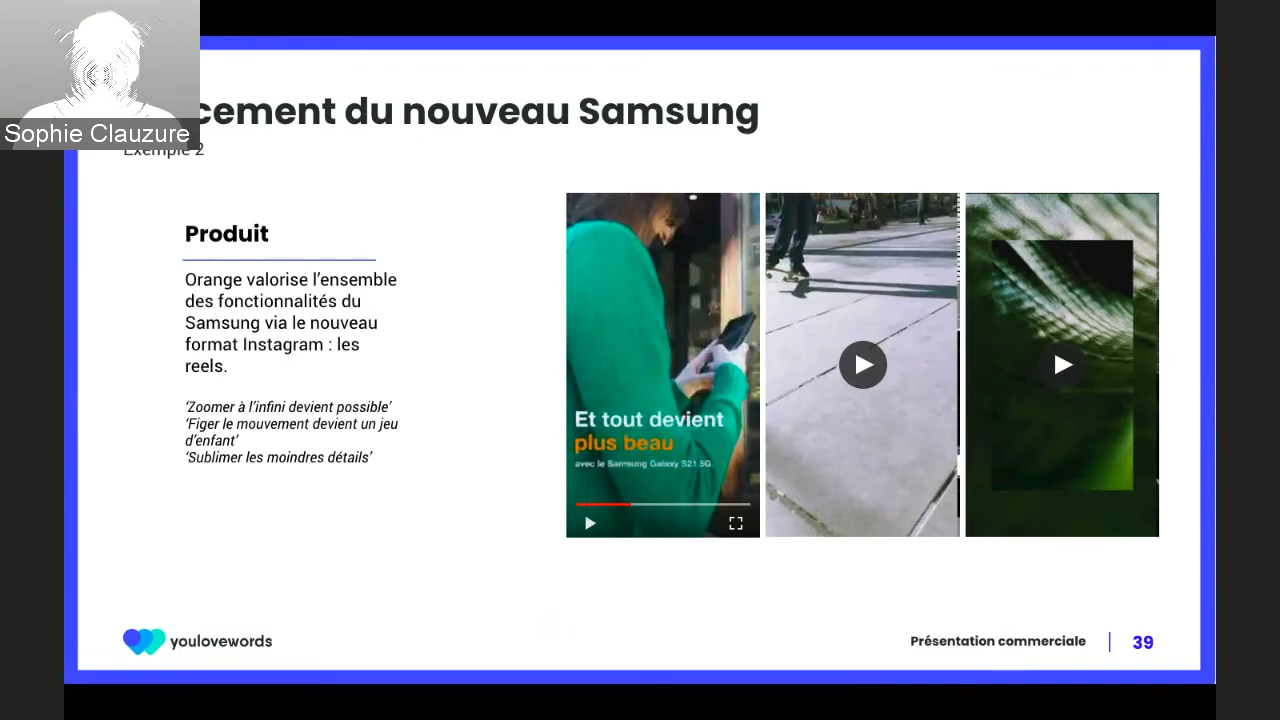 Sophie Clauzure
cement du nouveau Samsung
Exemple 2
Produit
Orange valorise l’ensemble
des fonctionnalités du
Samsung via le nouveau
format Instagram : les
reels.
‘Zoomer à l’infini devient possible’
‘Figer le mouvement devient un jeu
d’enfant’
‘Sublimer les moindres détails’
Et tout devient
plus beau
avec le Samsung Galaxy S21 5G.
youlovewords
Présentation commerciale
39